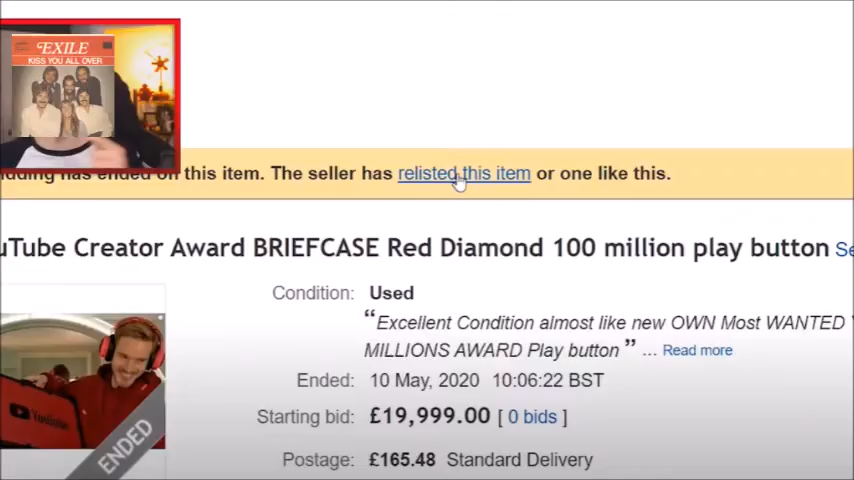 EXILE
KISS YOU ALL OVER
has ended on this item. The seller has relisted this item or one like this.
uTube Creator Award BRIEFCASE Red Diamond 100 million play button Se
Condition: Used
“Excellent Condition almost like new OWN Most WANTED Y
MILLIONS AWARD Play button ” ... Read more
Ended: 10 May, 2020 10:06:22 BST
Starting bid: £19,999.00 [ 0 bids ]
Postage: £165.48 Standard Delivery
YouTube
ENDED